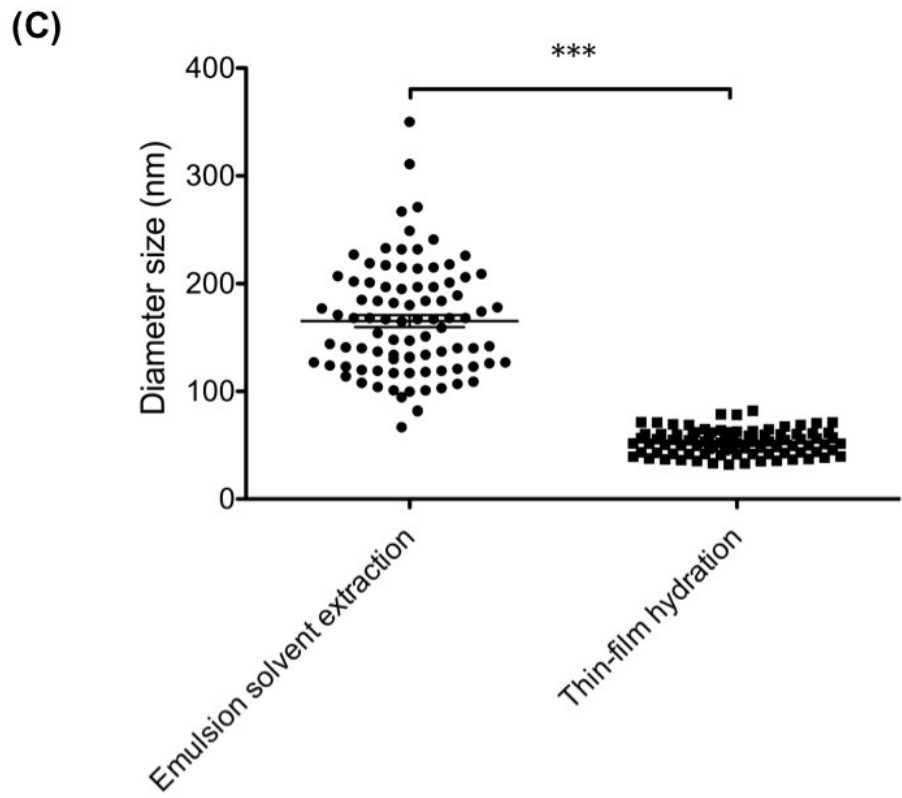 (C)
***
400
300
200
100
0
Diameter size (nm)
Emulsion solvent extraction
Thin-film hydration